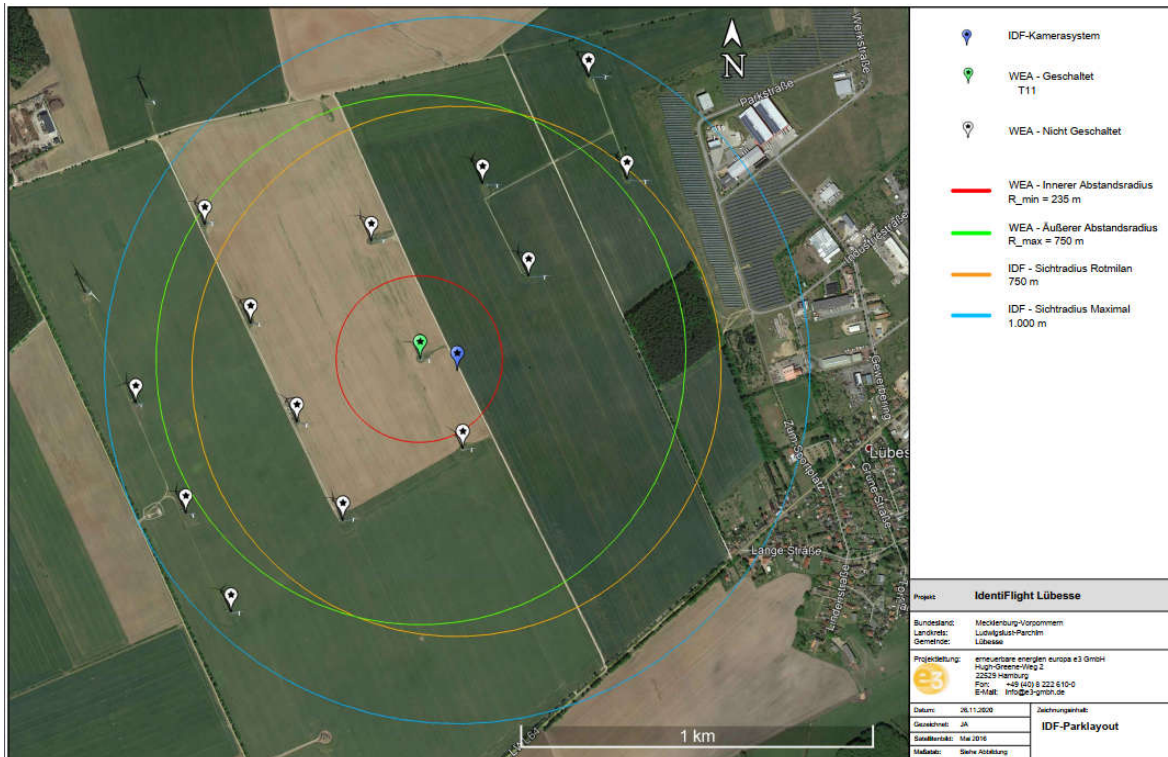 N
Werkstraße
Parkstraße
Industriestraße
Gewerbering
Zum Sportplatz
Lübes
Grüne Straße
Lange Straße
Lindenstraße
1 km
IDF-Kamerasystem
WEA - Geschaltet
T11
WEA - Nicht Geschaltet
WEA - Innerer Abstandsradius
R_min = 235 m
WEA - Äußerer Abstandsradius
R_max = 750 m
IDF - Sichtradius Rotmilan
750 m
IDF - Sichtradius Maximal
1.000 m
Projekt: IdentiFlight Lübesse
Bundesland: Mecklenburg-Vorpommern
Landkreis: Ludwigslust-Parchim
Gemeinde: Lübesse
Projektleitung: erneuerbare energien europa e3 GmbH
Hugh-Greene-Weg 2
22529 Hamburg
Fon: +49 (40) 8 222 610-0
E-Mail: info@e3-gmbh.de
e3
Datum: 26.11.2020
Zeichnungsinhalt:
Gezeichnet: JA
IDF-Parklayout
Satellitenbild: Mai 2016
Maßstab: Siehe Abbildung